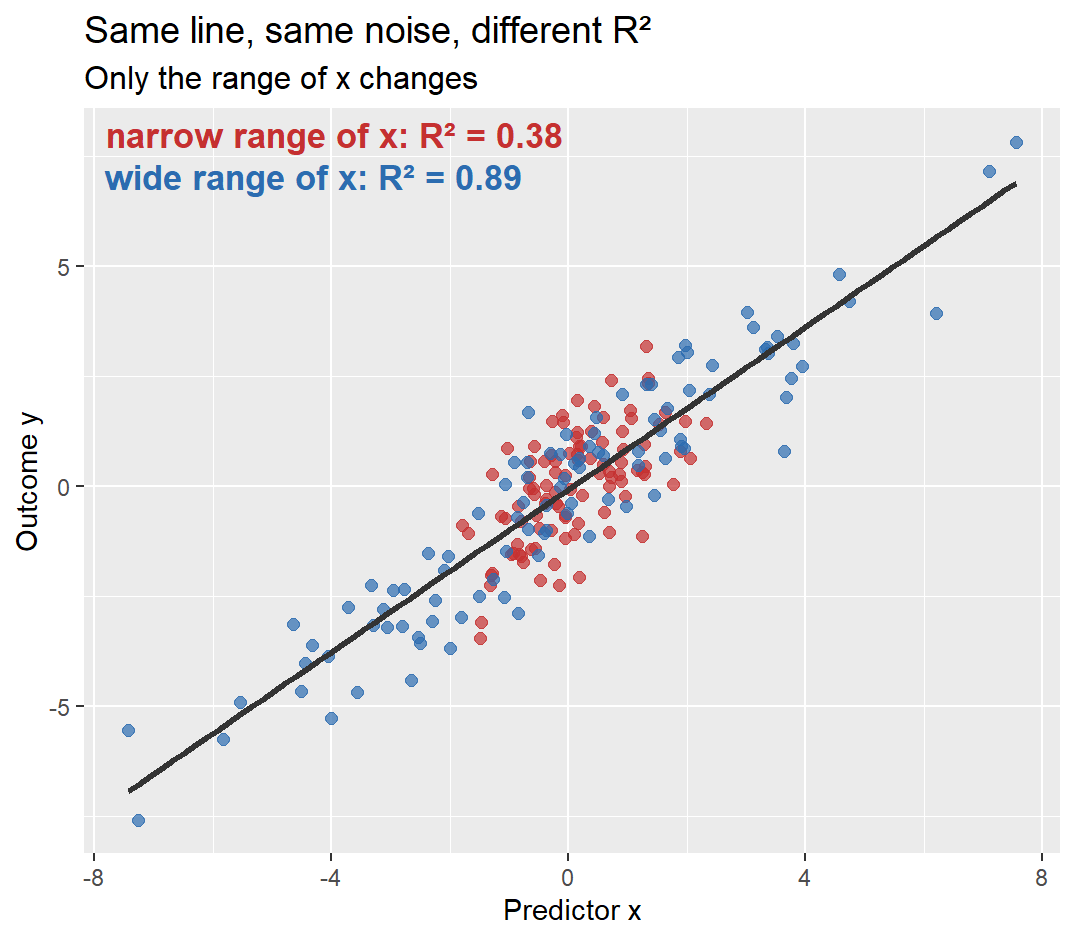 Same line, same noise, different R²
Only the range of x changes
narrow range of x: R² = 0.38
wide range of x: R² = 0.89
Outcome y
5
0
-5
-8
-4
0
4
8
Predictor x